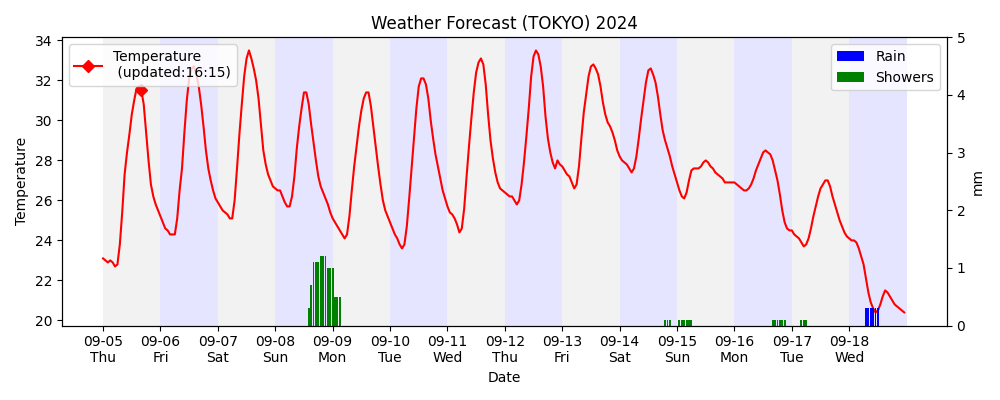 Weather Forecast (TOKYO) 2024
Temperature
(updated:16:15)
Rain
Showers
Temperature
34
32
30
28
26
24
22
20
5
4
3
2
1
0
mm
09-05 09-06 09-07 09-08 09-09 09-10 09-11 09-12 09-13 09-14 09-15 09-16 09-17 09-18
Thu Fri Sat Sun Mon Tue Wed Thu Fri Sat Sun Mon Tue Wed
Date